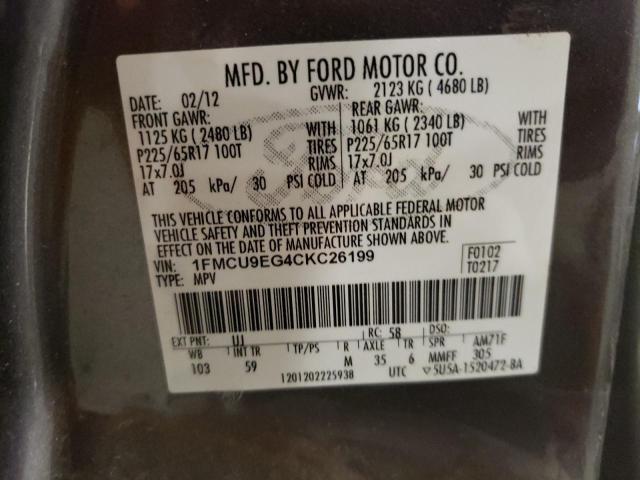 MFD. BY FORD MOTOR CO.
DATE: 02/12 GVWR: 2123 KG ( 4680 LB)
FRONT GAWR: REAR GAWR:
1125 KG ( 2480 LB) WITH 1061 KG ( 2340 LB) WITH
P225/65R17 100T TIRES P225/65R17 100T TIRES
17x7.0J RIMS 17x7.0J RIMS
AT 205 kPa/ 30 PSI COLD AT 205 kPa/ 30 PSI COLD
THIS VEHICLE CONFORMS TO ALL APPLICABLE FEDERAL MOTOR
VEHICLE SAFETY AND THEFT PREVENTION STANDARDS IN
EFFECT ON THE DATE OF MANUFACTURE SHOWN ABOVE.
VIN: 1FMCU9EG4CKC26199 F0102
TYPE: MPV T0217
EXT PNT: UJ RC: 58 DSO:
WB INT TR TP/PS R AXLE TR SPR AM71F
103 59 M 35 6 MMFF 305
1201202225938 UTC ▽5U5A-1520472-BA